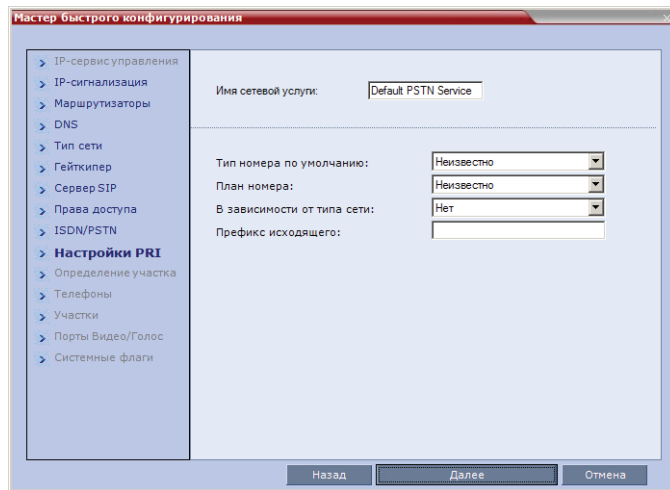 Мастер быстрого конфигурирования
IP-сервис управления
IP-сигнализация
Маршрутизаторы
DNS
Тип сети
Гейткипер
Сервер SIP
Права доступа
ISDN/PSTN
Настройки PRI
Определение участка
Телефоны
Участки
Порты Видео/Голос
Системные флаги
Имя сетевой услуги: Default PSTN Service
Тип номера по умолчанию: Неизвестно
План номера: Неизвестно
В зависимости от типа сети: Нет
Префикс исходящего:
Назад Далее Отмена